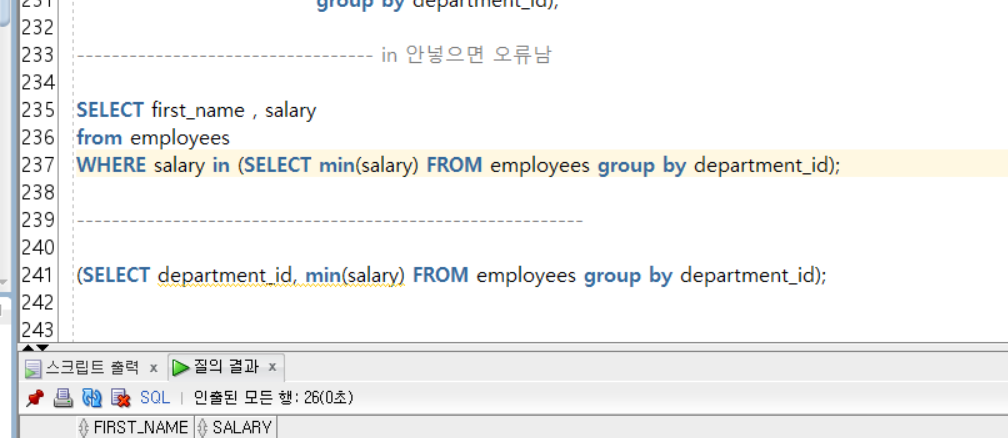 231 group by department_id);
232
233 ---------------------------------- in 안넣으면 오류남
234
235 SELECT first_name , salary
236 from employees
237 WHERE salary in (SELECT min(salary) FROM employees group by department_id);
238
239 ----------------------------------------------------------
240
241 (SELECT department_id, min(salary) FROM employees group by department_id);
242
243
스크립트 출력 x 질의 결과 x
SQL | 인출된 모든 행: 26(0초)
FIRST_NAME SALARY